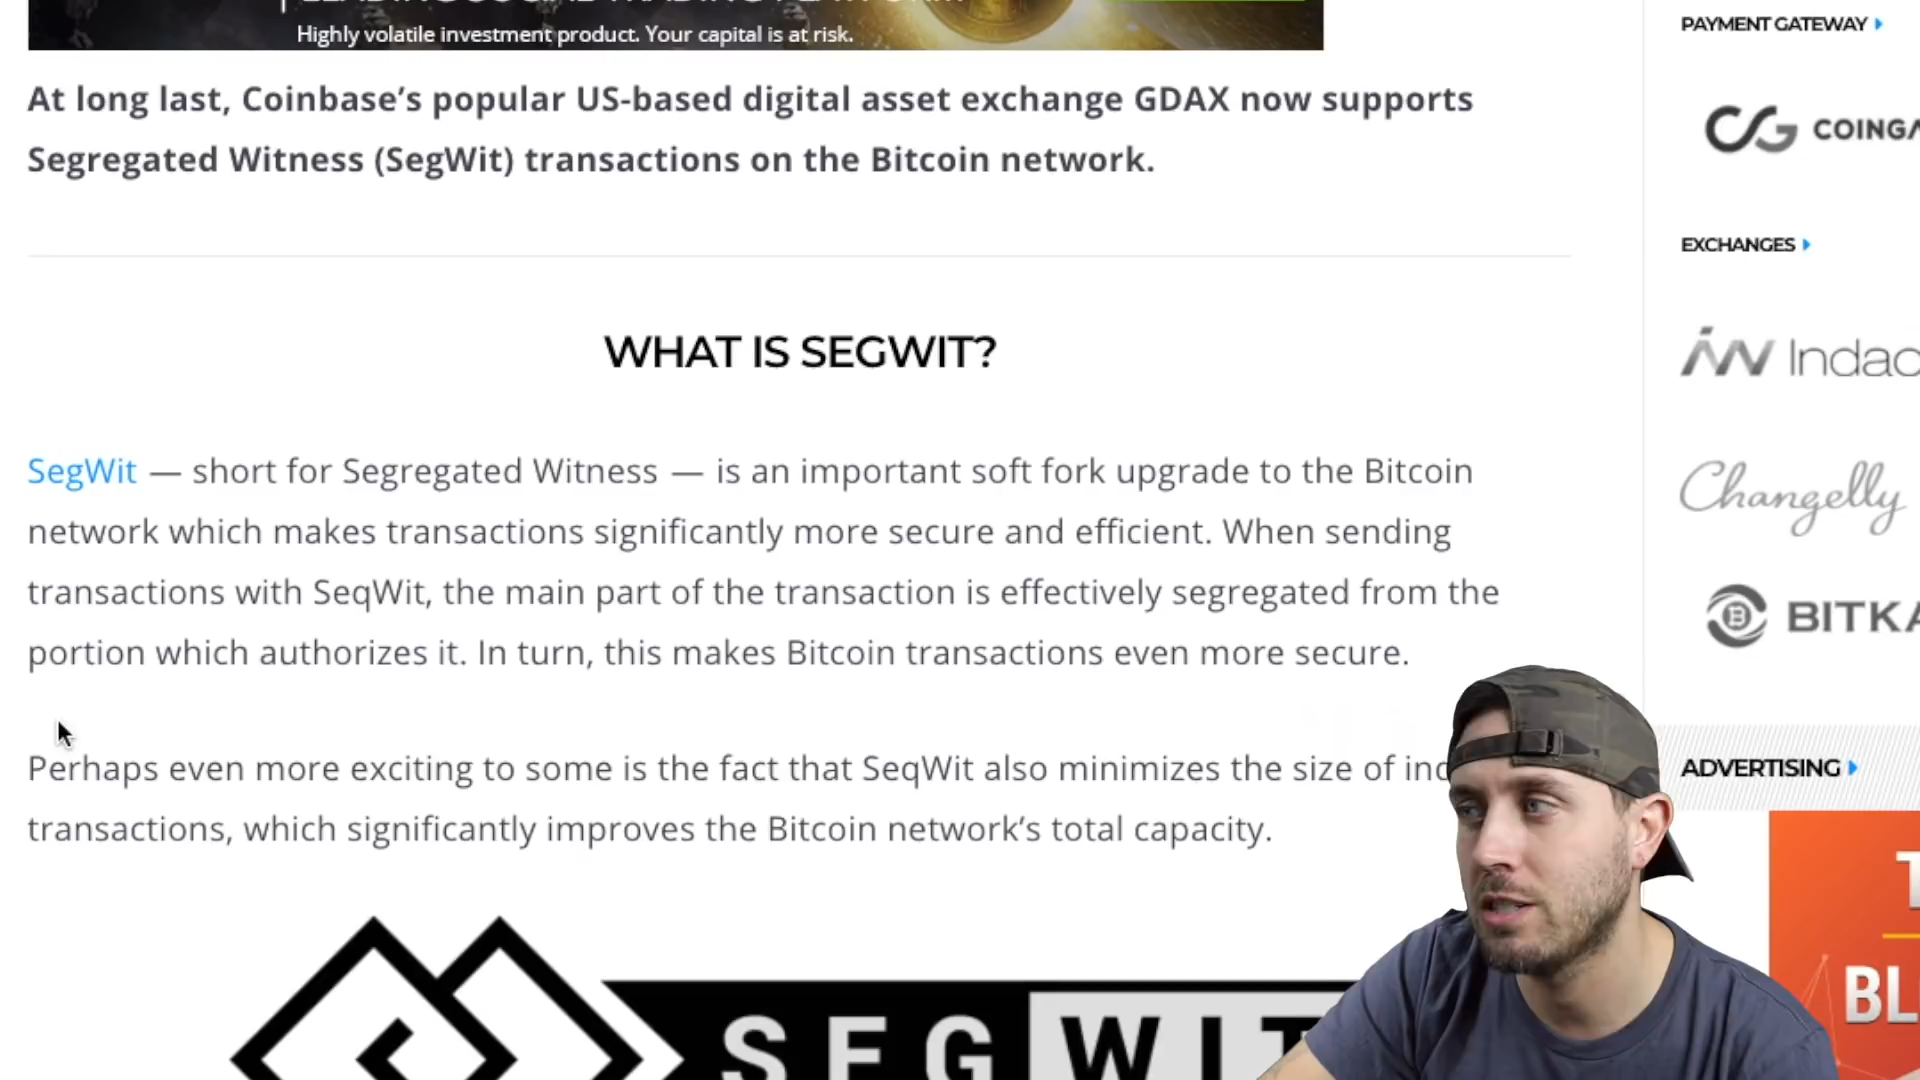 Highly volatile investment product. Your capital is at risk.
At long last, Coinbase’s popular US-based digital asset exchange GDAX now supports
Segregated Witness (SegWit) transactions on the Bitcoin network.
WHAT IS SEGWIT?
SegWit — short for Segregated Witness — is an important soft fork upgrade to the Bitcoin
network which makes transactions significantly more secure and efficient. When sending
transactions with SeqWit, the main part of the transaction is effectively segregated from the
portion which authorizes it. In turn, this makes Bitcoin transactions even more secure.
Perhaps even more exciting to some is the fact that SeqWit also minimizes the size of
transactions, which significantly improves the Bitcoin network’s total capacity.
SEGWIT
PAYMENT GATEWAY
CG
EXCHANGES
Changelly
ADVERTISING